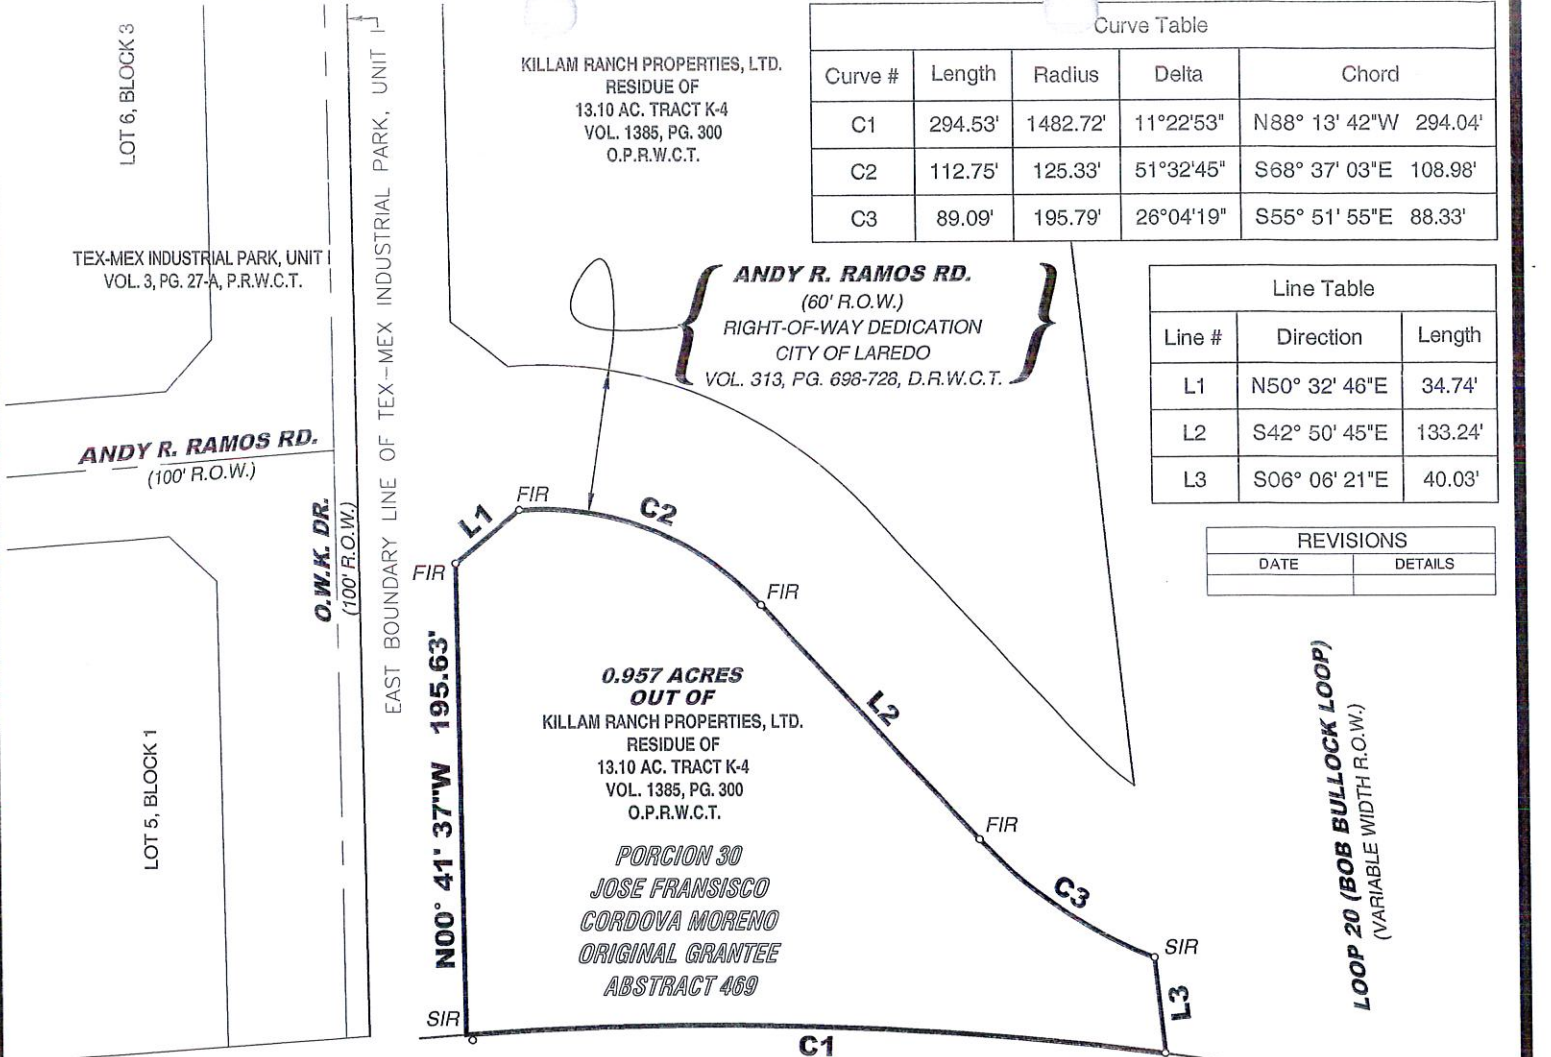 LOT 6, BLOCK 3
TEX-MEX INDUSTRIAL PARK, UNIT I
VOL. 3, PG. 27-A, P.R.W.C.T.
ANDY R. RAMOS RD.
(100' R.O.W.)
O.W.K. DR.
(100' R.O.W.)
EAST BOUNDARY LINE OF TEX-MEX INDUSTRIAL PARK, UNIT I
LOT 5, BLOCK 1
KILLAM RANCH PROPERTIES, LTD.
RESIDUE OF
13.10 AC. TRACT K-4
VOL. 1385, PG. 300
O.P.R.W.C.T.
Curve Table
Curve # Length Radius Delta Chord
C1 294.53' 1482.72' 11°22'53" N88° 13' 42"W 294.04'
C2 112.75' 125.33' 51°32'45" S68° 37' 03"E 108.98'
C3 89.09' 195.79' 26°04'19" S55° 51' 55"E 88.33'
ANDY R. RAMOS RD.
(60' R.O.W.)
RIGHT-OF-WAY DEDICATION
CITY OF LAREDO
VOL. 313, PG. 698-728, D.R.W.C.T.
Line Table
Line # Direction Length
L1 N50° 32' 46"E 34.74'
L2 S42° 50' 45"E 133.24'
L3 S06° 06' 21"E 40.03'
REVISIONS
DATE DETAILS
FIR
L1
C2
FIR
FIR
N00° 41' 37"W 195.63'
0.957 ACRES
OUT OF
KILLAM RANCH PROPERTIES, LTD.
RESIDUE OF
13.10 AC. TRACT K-4
VOL. 1385, PG. 300
O.P.R.W.C.T.
PORCION 30
JOSE FRANSISCO
CORDOVA MORENO
ORIGINAL GRANTEE
ABSTRACT 469
L2
FIR
C3
SIR
L3
SIR
C1
LOOP 20 (BOB BULLOCK LOOP)
(VARIABLE WIDTH R.O.W.)